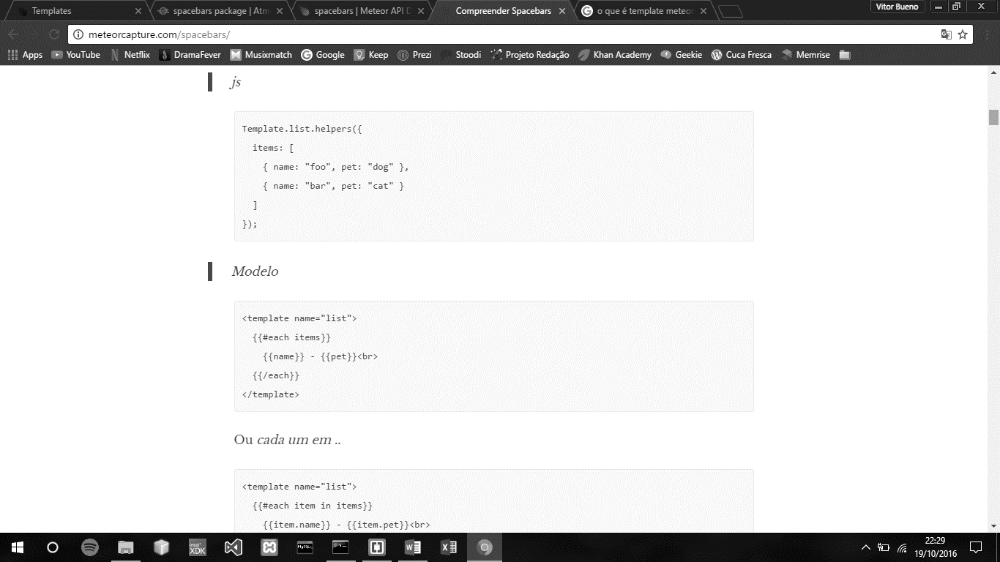 Templates
spacebars package | Atm
spacebars | Meteor API D
Compreender Spacebars
o que é template meteor
Vitor Bueno
meteorcapture.com/spacebars/
Apps
YouTube
Netflix
DramaFever
Musixmatch
Google
Keep
Prezi
Stoodi
Projeto Redação
Khan Academy
Geekie
Cuca Fresca
Memrise
js
Template.list.helpers({
  items: [
    { name: "foo", pet: "dog" },
    { name: "bar", pet: "cat" }
  ]
});
Modelo
<template name="list">
  {{#each items}}
    {{name}} - {{pet}}<br>
  {{/each}}
</template>
Ou cada um em ..
<template name="list">
  {{#each item in items}}
    {{item.name}} - {{item.pet}}<br>
intel
XDK
MySQL
22:29
19/10/2016